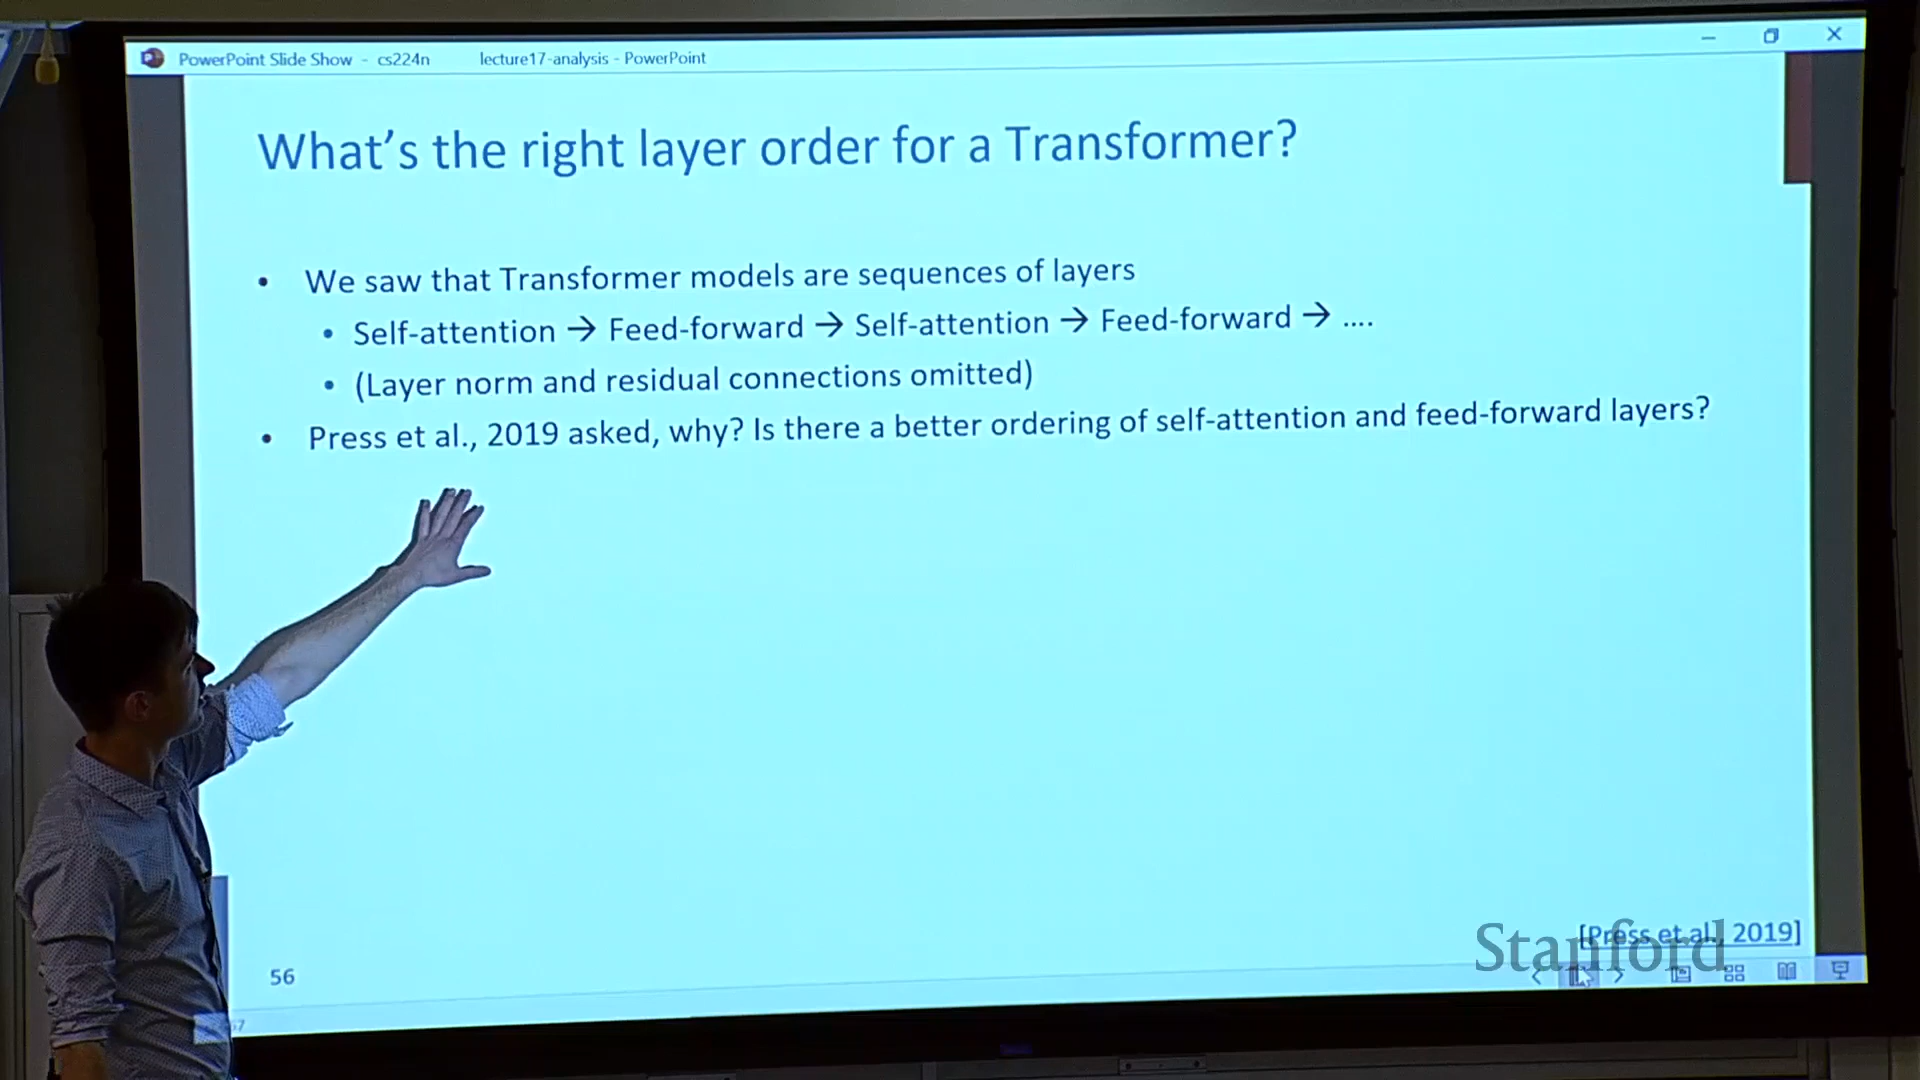 PowerPoint Slide Show - cs224n lecture17-analysis - PowerPoint
What's the right layer order for a Transformer?
• We saw that Transformer models are sequences of layers
• Self-attention → Feed-forward → Self-attention → Feed-forward → ....
• (Layer norm and residual connections omitted)
• Press et al., 2019 asked, why? Is there a better ordering of self-attention and feed-forward layers?
[Press et al., 2019]
Stanford
56